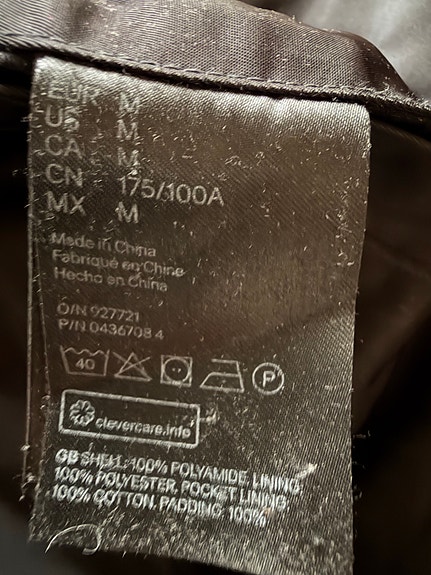 EUR M
US M
CA M
CN 175/100A
MX M
Made in China
Fabriqué en Chine
Hecho en China
O/N 927721
P/N 0436708 4
40
P
clevercare.info
GB SHELL: 100% POLYAMIDE. LINING:
100% POLYESTER. POCKET LINING:
100% COTTON. PADDING: 100%